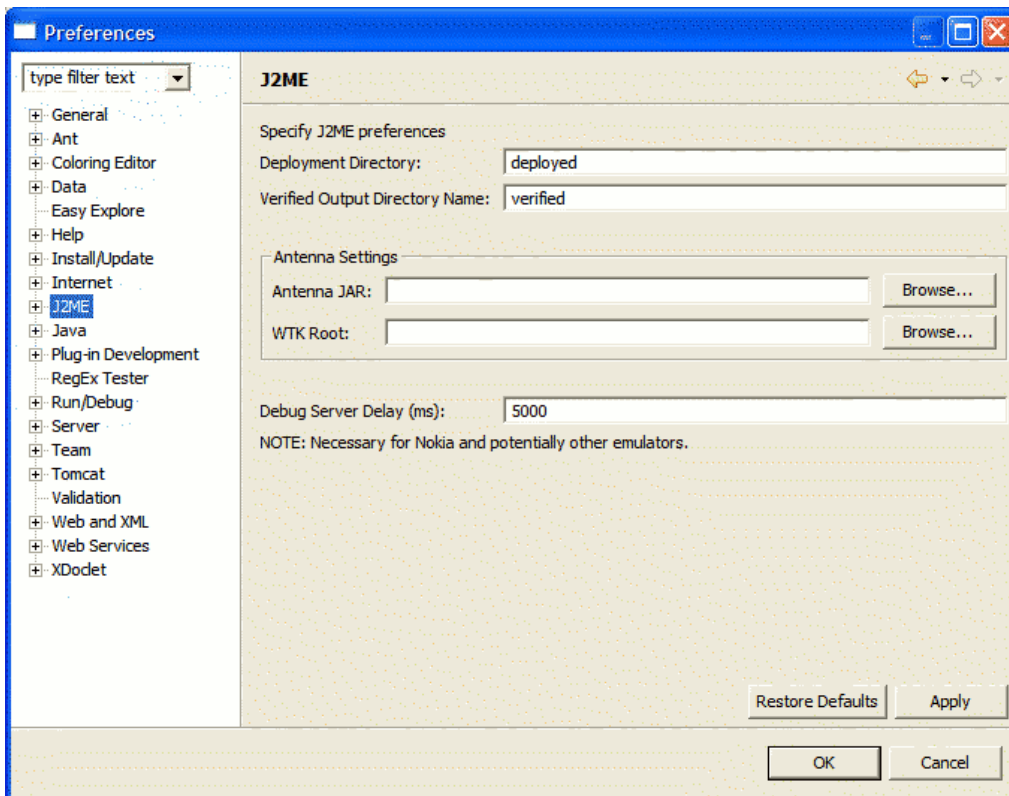 Preferences
type filter text
General
Ant
Coloring Editor
Data
Easy Explore
Help
Install/Update
Internet
J2ME
Java
Plug-in Development
RegEx Tester
Run/Debug
Server
Team
Tomcat
Validation
Web and XML
Web Services
XDoclet
J2ME
Specify J2ME preferences
Deployment Directory: deployed
Verified Output Directory Name: verified
Antenna Settings
Antenna JAR: Browse...
WTK Root: Browse...
Debug Server Delay (ms): 5000
NOTE: Necessary for Nokia and potentially other emulators.
Restore Defaults Apply
OK Cancel